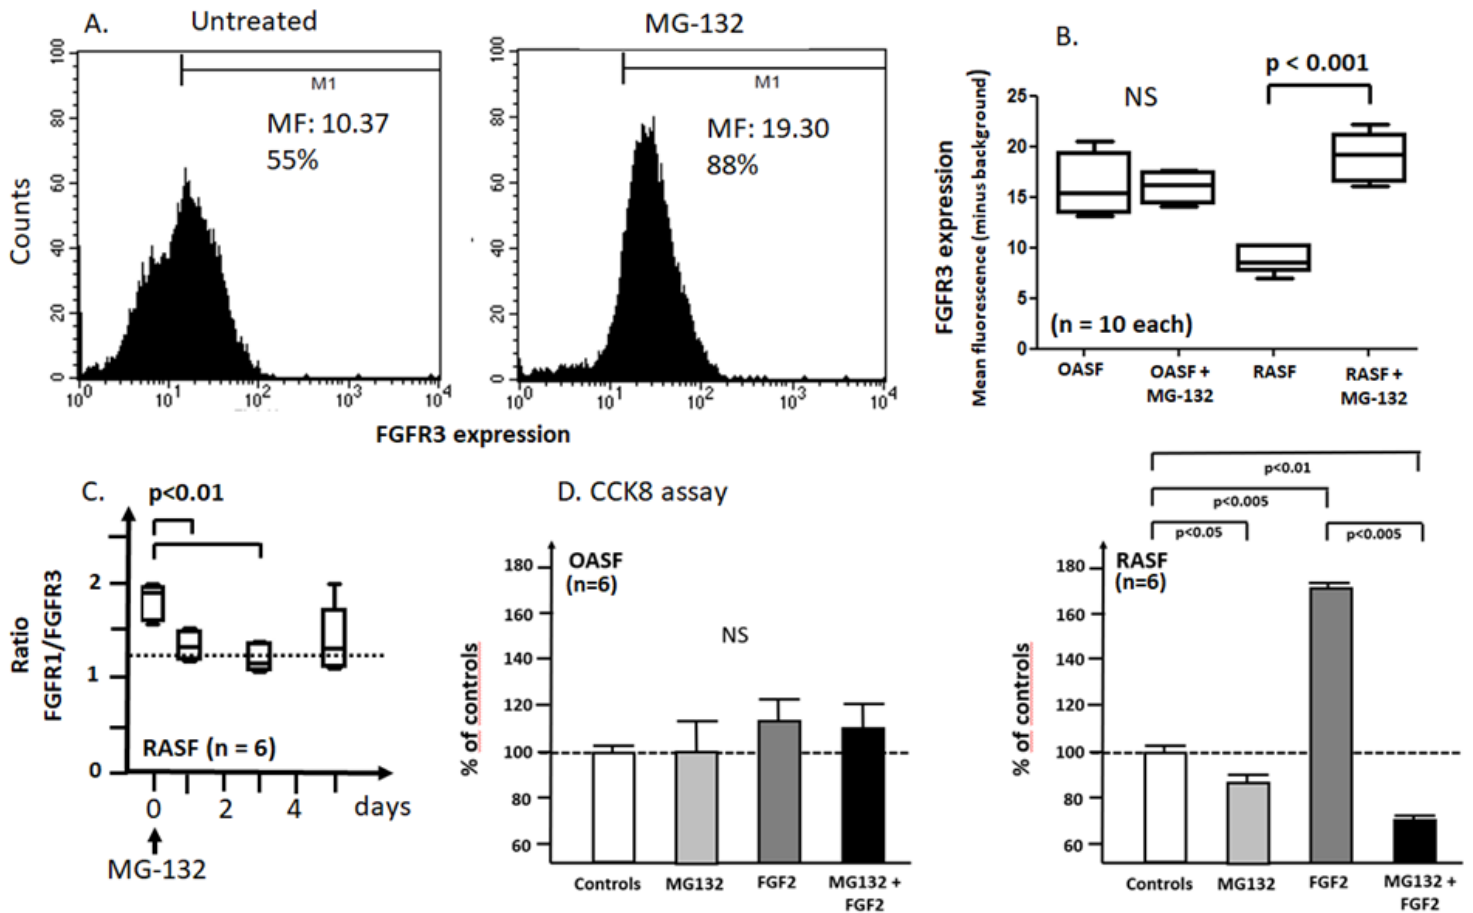 A.
Untreated
100
80
60
40
20
0
Counts
M1
MF: 10.37
55%
10^0
10^1
10^2
10^3
10^4
MG-132
100
80
60
40
20
0
M1
MF: 19.30
88%
10^0
10^1
10^2
10^3
10^4
FGFR3 expression
B.
FGFR3 expression
Mean fluorescence (minus background)
25
20
15
10
5
0
NS
p < 0.001
(n = 10 each)
OASF
OASF +
MG-132
RASF
RASF +
MG-132
C.
p<0.01
Ratio
FGFR1/FGFR3
2
1
0
RASF (n = 6)
0
2
4
days
MG-132
D. CCK8 assay
% of controls
180
160
140
120
100
80
60
OASF
(n=6)
NS
Controls
MG132
FGF2
MG132 +
FGF2
p<0.01
p<0.005
p<0.05
p<0.005
% of controls
180
160
140
120
100
80
60
RASF
(n=6)
Controls
MG132
FGF2
MG132 +
FGF2